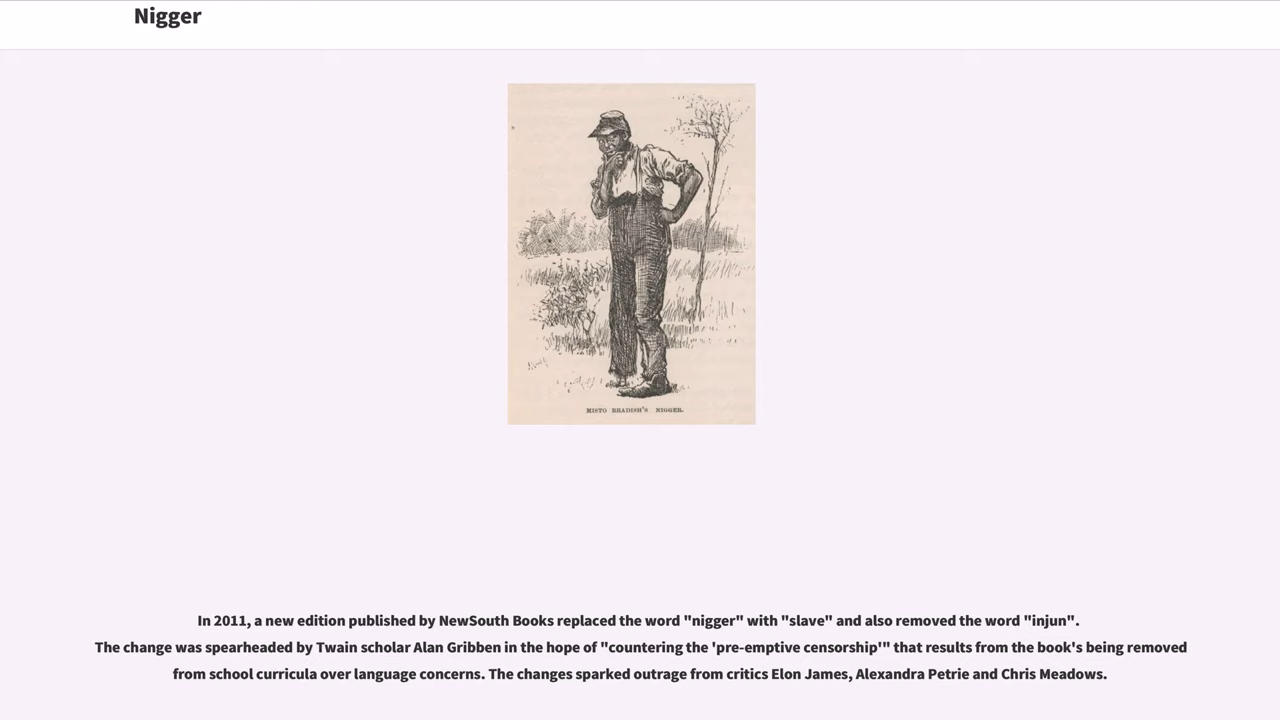 Nigger
MISTO BRADISH'S NIGGER.
In 2011, a new edition published by NewSouth Books replaced the word "nigger" with "slave" and also removed the word "injun".
The change was spearheaded by Twain scholar Alan Gribben in the hope of "countering the 'pre-emptive censorship'" that results from the book's being removed
from school curricula over language concerns. The changes sparked outrage from critics Elon James, Alexandra Petrie and Chris Meadows.